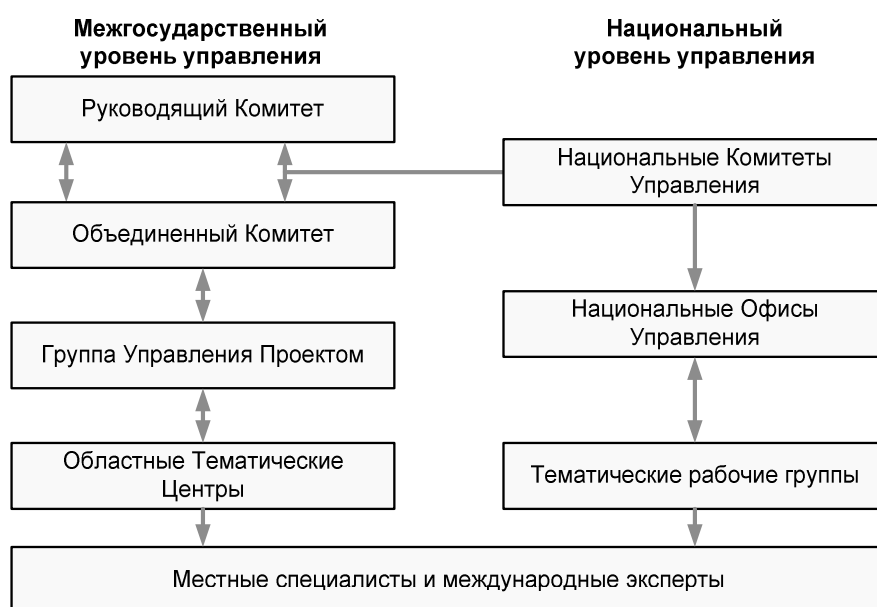 Межгосударственный
уровень управления
Национальный
уровень управления
Руководящий Комитет
Национальные Комитеты
Управления
Объединенный Комитет
Национальные Офисы
Управления
Группа Управления Проектом
Областные Тематические
Центры
Тематические рабочие группы
Местные специалисты и международные эксперты